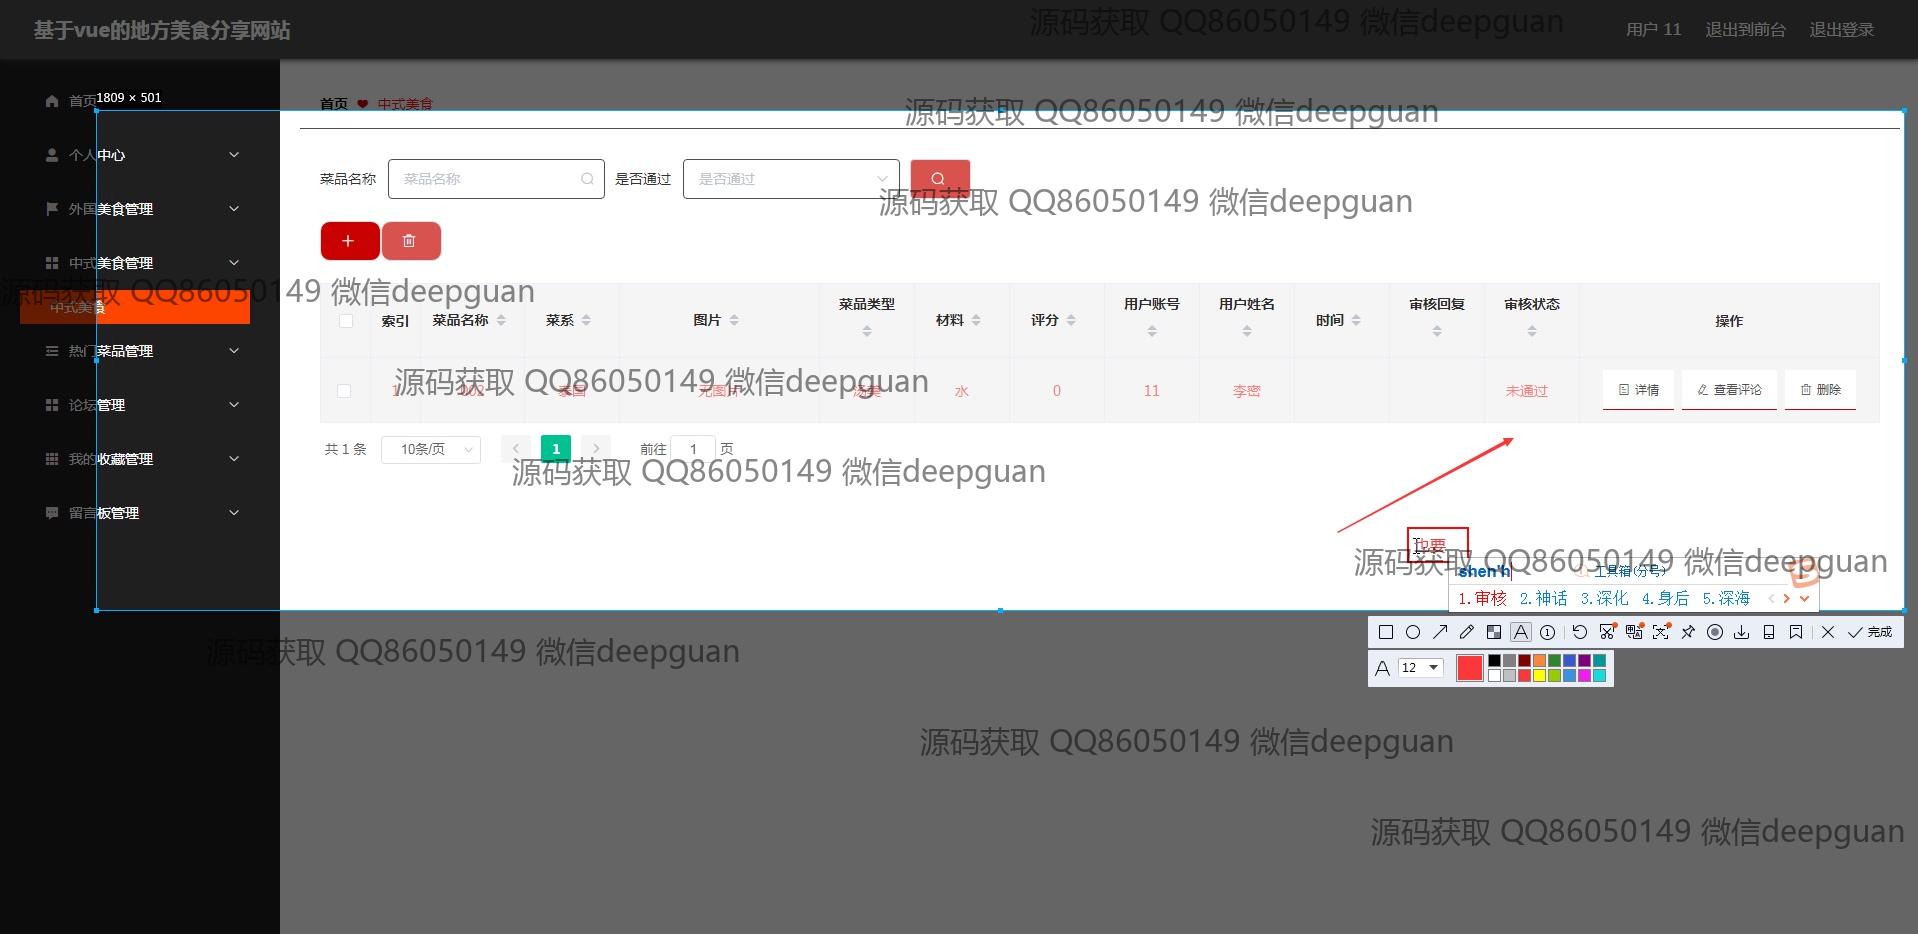 基于vue的地方美食分享网站
源码获取 QQ86050149 微信deepguan
用户 11 退出到前台 退出登录
首页
1809 × 501
首页 中式美食
源码获取 QQ86050149 微信deepguan
个人中心
菜品名称 菜品名称 是否通过 是否通过
源码获取 QQ86050149 微信deepguan
外国美食管理
中式美食管理
源码获取 QQ86050149 微信deepguan
中式美食
索引 菜品名称 菜系 图片 菜品类型 材料 评分 用户账号 用户姓名 时间 审核回复 审核状态 操作
热门菜品管理
源码获取 QQ86050149 微信deepguan
1 002 泰国 无图片 汤类 水 0 11 李密 未通过 详情 查看评论 删除
论坛管理
共 1 条 10条/页 1 前往 1 页
我的收藏管理
源码获取 QQ86050149 微信deepguan
留言板管理
也要
源码获取 QQ86050149 微信deepguan
shen'h 工具箱(分号)
1.审核 2.神话 3.深化 4.身后 5.深海
完成
源码获取 QQ86050149 微信deepguan
A 12
源码获取 QQ86050149 微信deepguan
源码获取 QQ86050149 微信deepguan